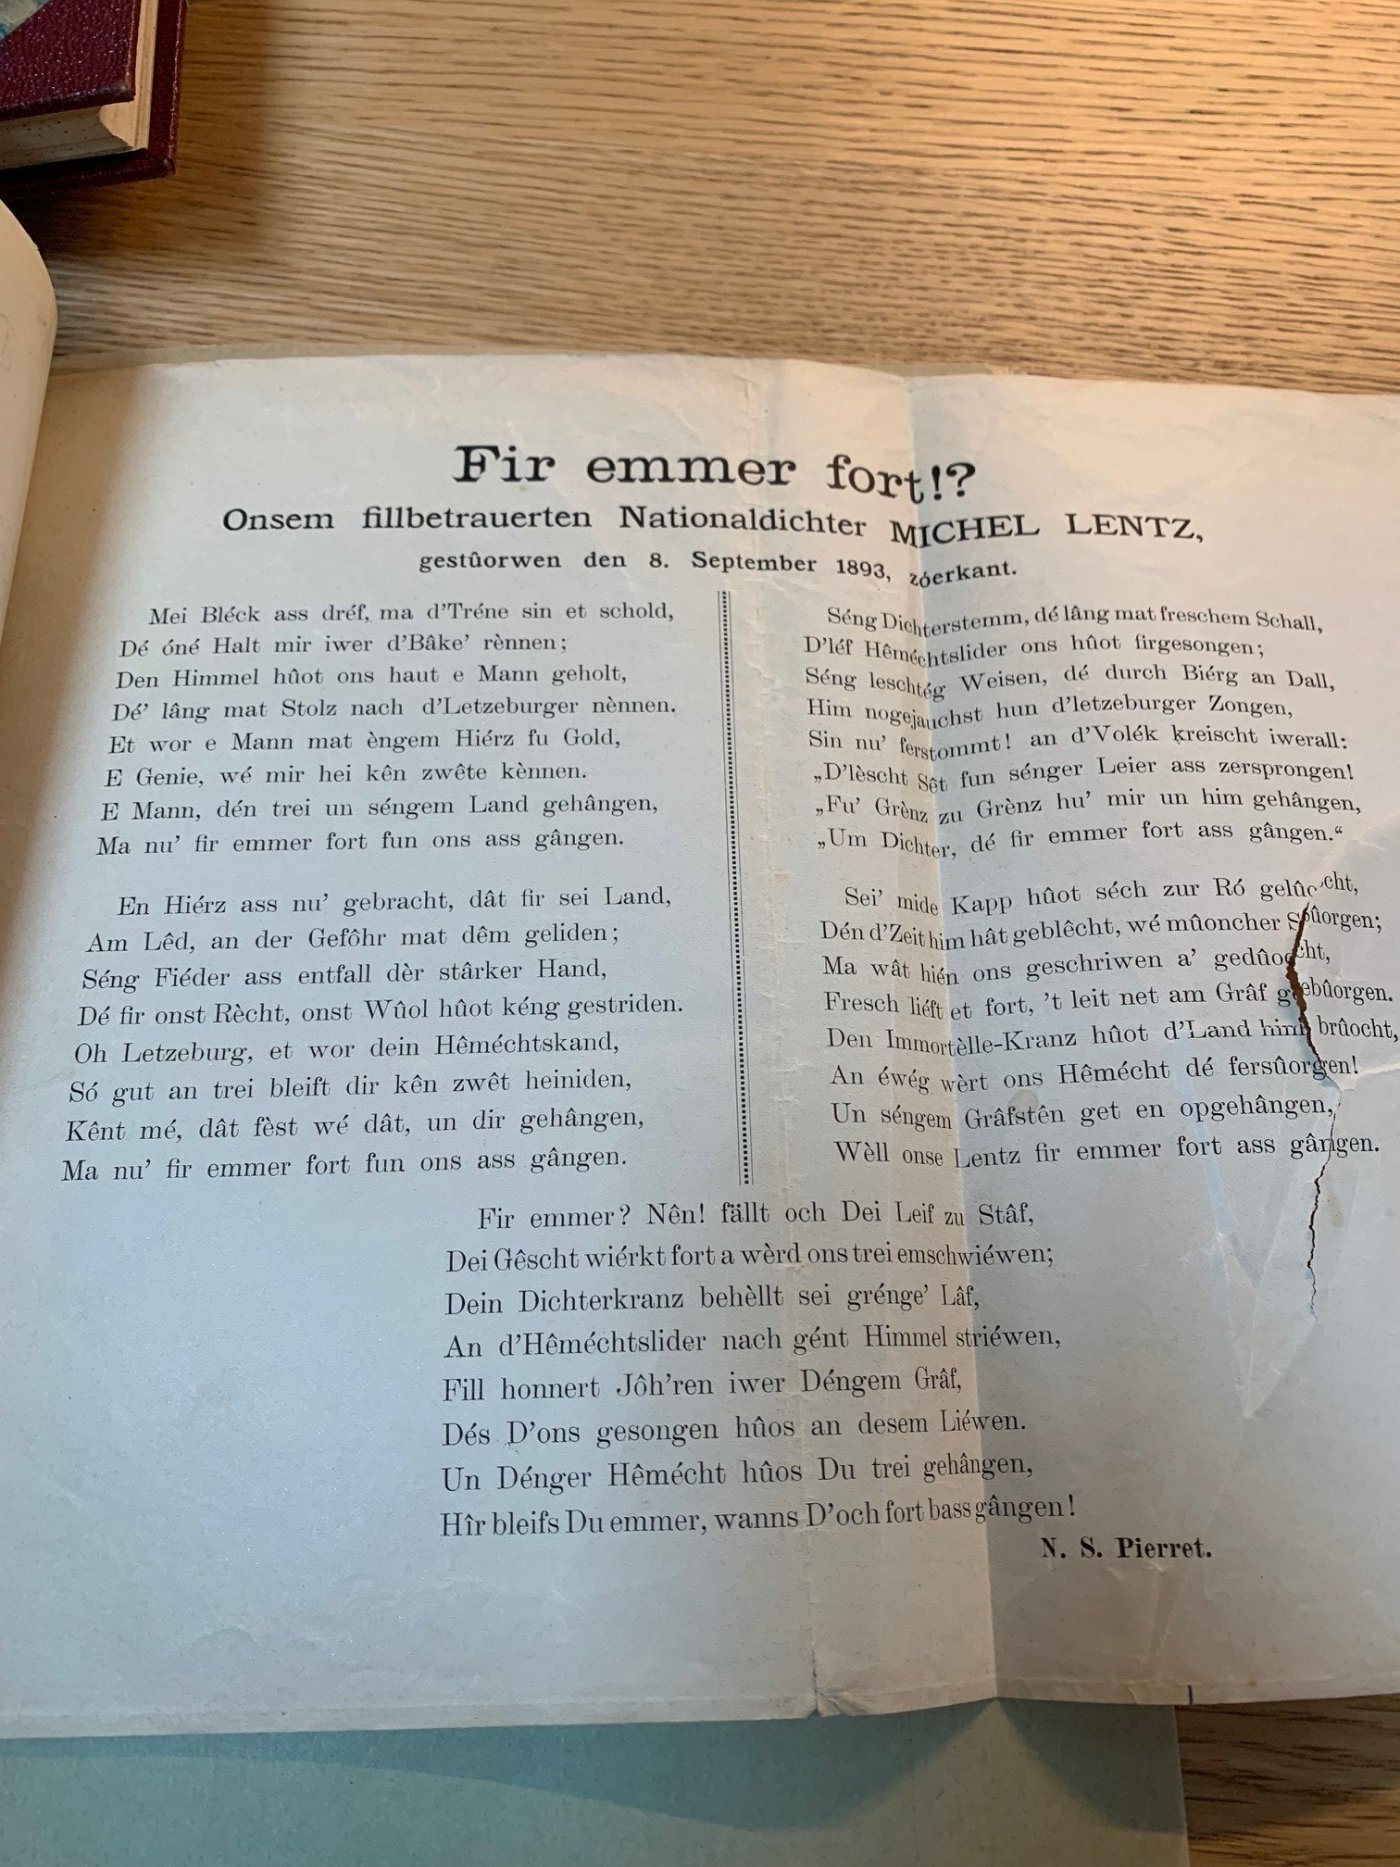 Fir emmer fort!?
Onsem fillbetrauerten Nationaldichter MICHEL LENTZ,
gestûorwen den 8. September 1893, zóerkant.
Mei Bléck ass dréf, ma d'Tréne sin et schold,
Dé óné Halt mir iwer d'Bâke' rènnen;
Den Himmel hûot ons haut e Mann geholt,
Dé' lâng mat Stolz nach d'Letzeburger nènnen.
Et wor e Mann mat èngem Hiérz fu Gold,
E Genie, wé mir hei kên zwête kènnen.
E Mann, dén trei un séngem Land gehângen,
Ma nu' fir emmer fort fun ons ass gângen.
En Hiérz ass nu' gebracht, dât fir sei Land,
Am Lêd, an der Gefôhr mat dêm geliden;
Séng Fiéder ass entfall dèr stârker Hand,
Dé fir onst Rècht, onst Wûol hûot kéng gestriden.
Oh Letzeburg, et wor dein Hêméchtskand,
Só gut an trei bleift dir kên zwêt heiniden,
Kênt mé, dât fèst wé dât, un dir gehângen,
Ma nu' fir emmer fort fun ons ass gângen.
Séng Dichterstemm, dé lâng mat freschem Schall,
D'léf Hêméchtslider ons hûot firgesongen;
Séng leschtég Weisen, dé durch Biérg an Dall,
Him nogejauchst hun d'letzeburger Zongen,
Sin nu' ferstommt! an d'Volék kreischt iwerall:
„D'lèscht Sêt fun sénger Leier ass zersprongen!
„Fu' Grènz zu Grènz hu' mir un him gehângen,
„Um Dichter, dé fir emmer fort ass gângen.“
Sei' mide Kapp hûot séch zur Ró gelûocht,
Dén d'Zeit him hât geblêcht, wé mûoncher Sûorgen;
Ma wât hién ons geschriwen a' gedûocht,
Fresch liéft et fort, 't leit net am Grâf gebûorgen.
Den Immortèlle-Kranz hûot d'Land him brûocht,
An éwég wèrt ons Hêmécht dé fersûorgen!
Un séngem Grâfstên get en opgehângen,
Wèll onse Lentz fir emmer fort ass gângen.
Fir emmer? Nên! fällt och Dei Leif zu Stâf,
Dei Gêscht wiérkt fort a wèrd ons trei emschwiéwen;
Dein Dichterkranz behèllt sei grénge' Lâf,
An d'Hêméchtslider nach gént Himmel striéwen,
Fill honnert Jôh'ren iwer Déngem Grâf,
Dés D'ons gesongen hûos an desem Liéwen.
Un Dénger Hêmécht hûos Du trei gehângen,
Hîr bleifs Du emmer, wanns D'och fort bass gângen!
N. S. Pierret.